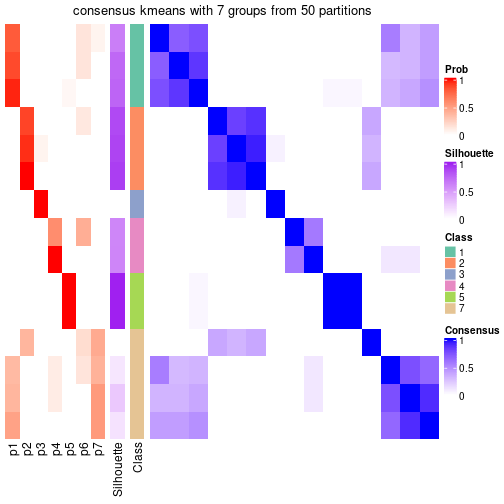 consensus kmeans with 7 groups from 50 partitions
Prob
1
0.5
0
Silhouette
1
0.5
0
Class
1
2
3
4
5
7
Consensus
1
0.5
0
p1
p2
p3
p4
p5
p6
p7
Silhouette
Class